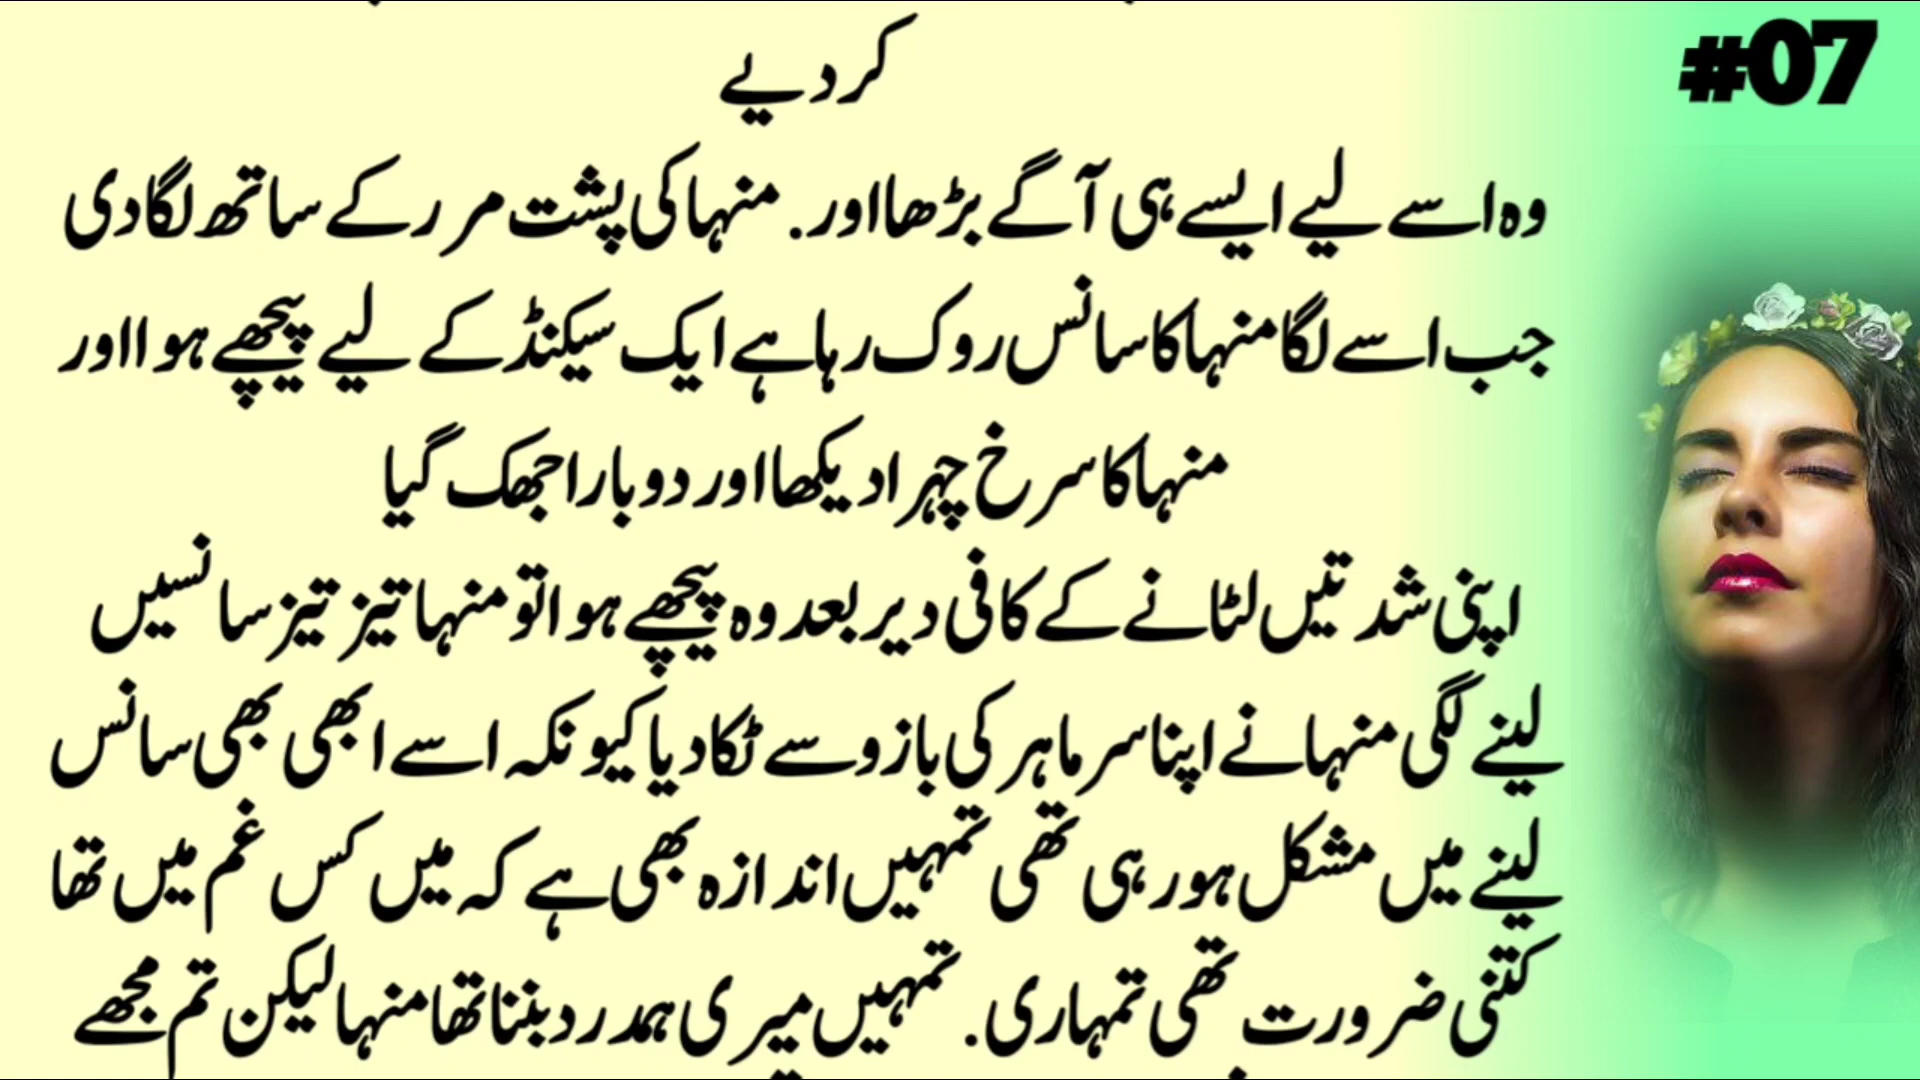 #07
کر دیے
وہ اسے لیے ایسے ہی آگے بڑھا اور. منہا کی پشت مرر کے ساتھ لگا دی
جب اسے لگا منہا کا سانس روک رہا ہے ایک سیکنڈ کے لیے پیچھے ہوا اور
منہا کا سرخ چہرا دیکھا اور دوبارا جھک گیا
اپنی شدتیں لٹانے کے کافی دیر بعد وہ پیچھے ہوا تو منہا تیز تیز سانسیں
لینے لگی منہا نے اپنا سر ماہر کی بازو سے ٹکا دیا کیونکہ اسے ابھی بھی سانس
لینے میں مشکل ہو رہی تھی تمہیں اندازہ بھی ہے کہ میں کس غم میں تھا
کتنی ضرورت تھی تمہاری. تمہیں میری ہمدرد بننا تھا منہا لیکن تم مجھے